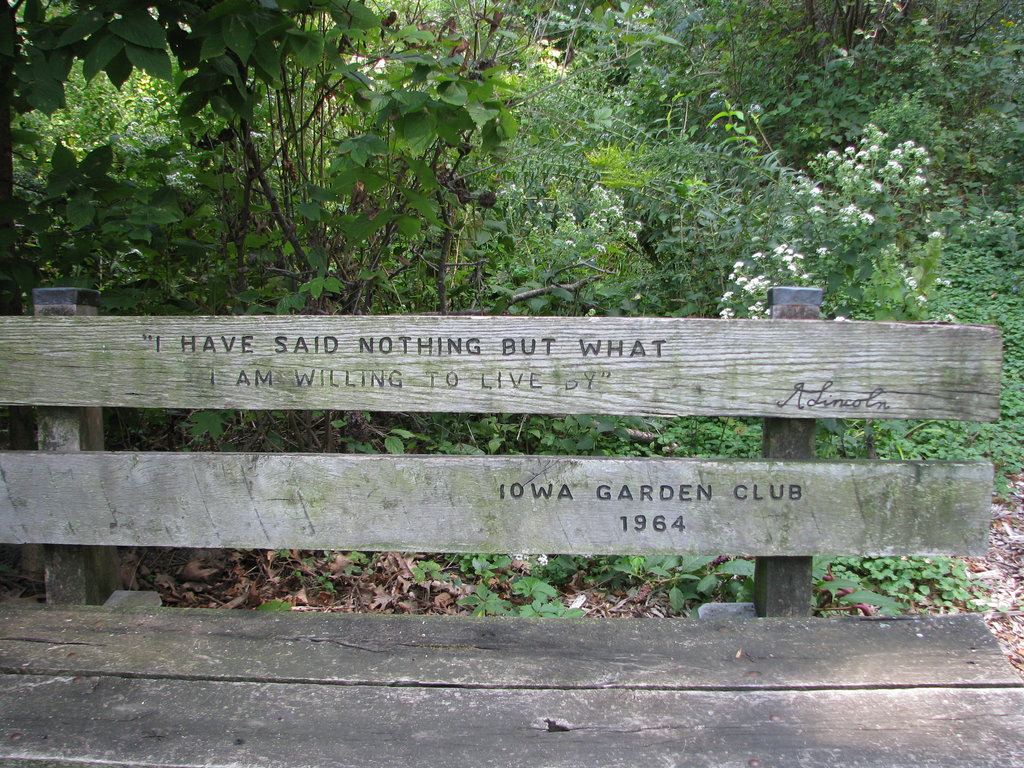 "I HAVE SAID NOTHING BUT WHAT
I AM WILLING TO LIVE BY"
A Lincoln
IOWA GARDEN CLUB
1964